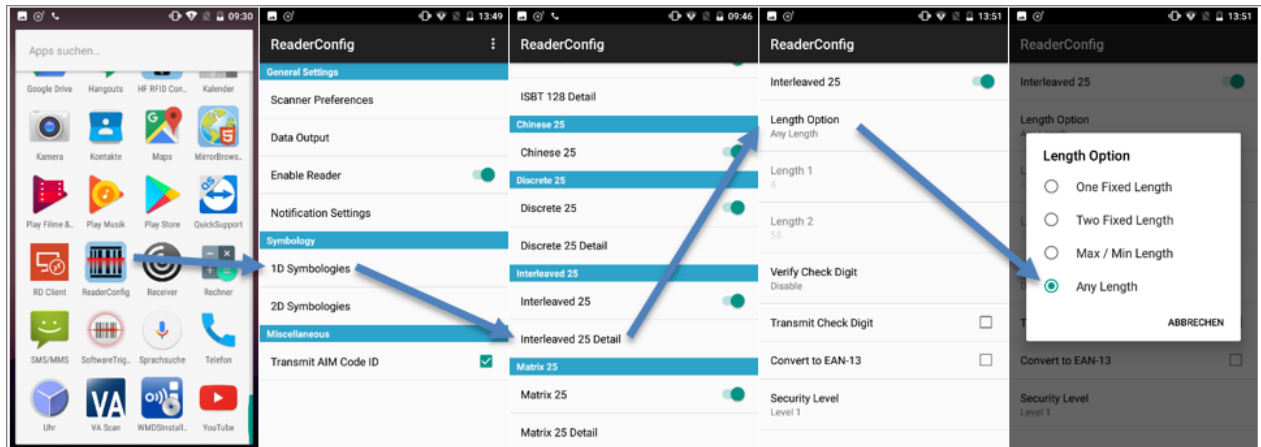 09:30
Apps suchen...
Google Drive
Hangouts
HF RFID Con..
Kalender
Kamera
Kontakte
Maps
MirrorBrows..
Play Filme &..
Play Musik
Play Store
QuickSupport
RD Client
ReaderConfig
Receiver
Rechner
SMS/MMS
SoftwareTrig..
Sprachsuche
Telefon
Uhr
VA Scan
WMDSInstall..
YouTube
13:49
ReaderConfig
General Settings
Scanner Preferences
Data Output
Enable Reader
Notification Settings
Symbology
1D Symbologies
2D Symbologies
Miscellaneous
Transmit AIM Code ID
09:46
ReaderConfig
ISBT 128 Detail
Chinese 25
Chinese 25
Discrete 25
Discrete 25
Discrete 25 Detail
Interleaved 25
Interleaved 25
Interleaved 25 Detail
Matrix 25
Matrix 25
Matrix 25 Detail
13:51
ReaderConfig
Interleaved 25
Length Option
Any Length
Length 1
4
Length 2
55
Verify Check Digit
Disable
Transmit Check Digit
Convert to EAN-13
Security Level
Level 1
13:51
ReaderConfig
Interleaved 25
Length Option
Length Option
One Fixed Length
Two Fixed Length
Max / Min Length
Any Length
ABBRECHEN
Convert to EAN-13
Security Level
Level 1